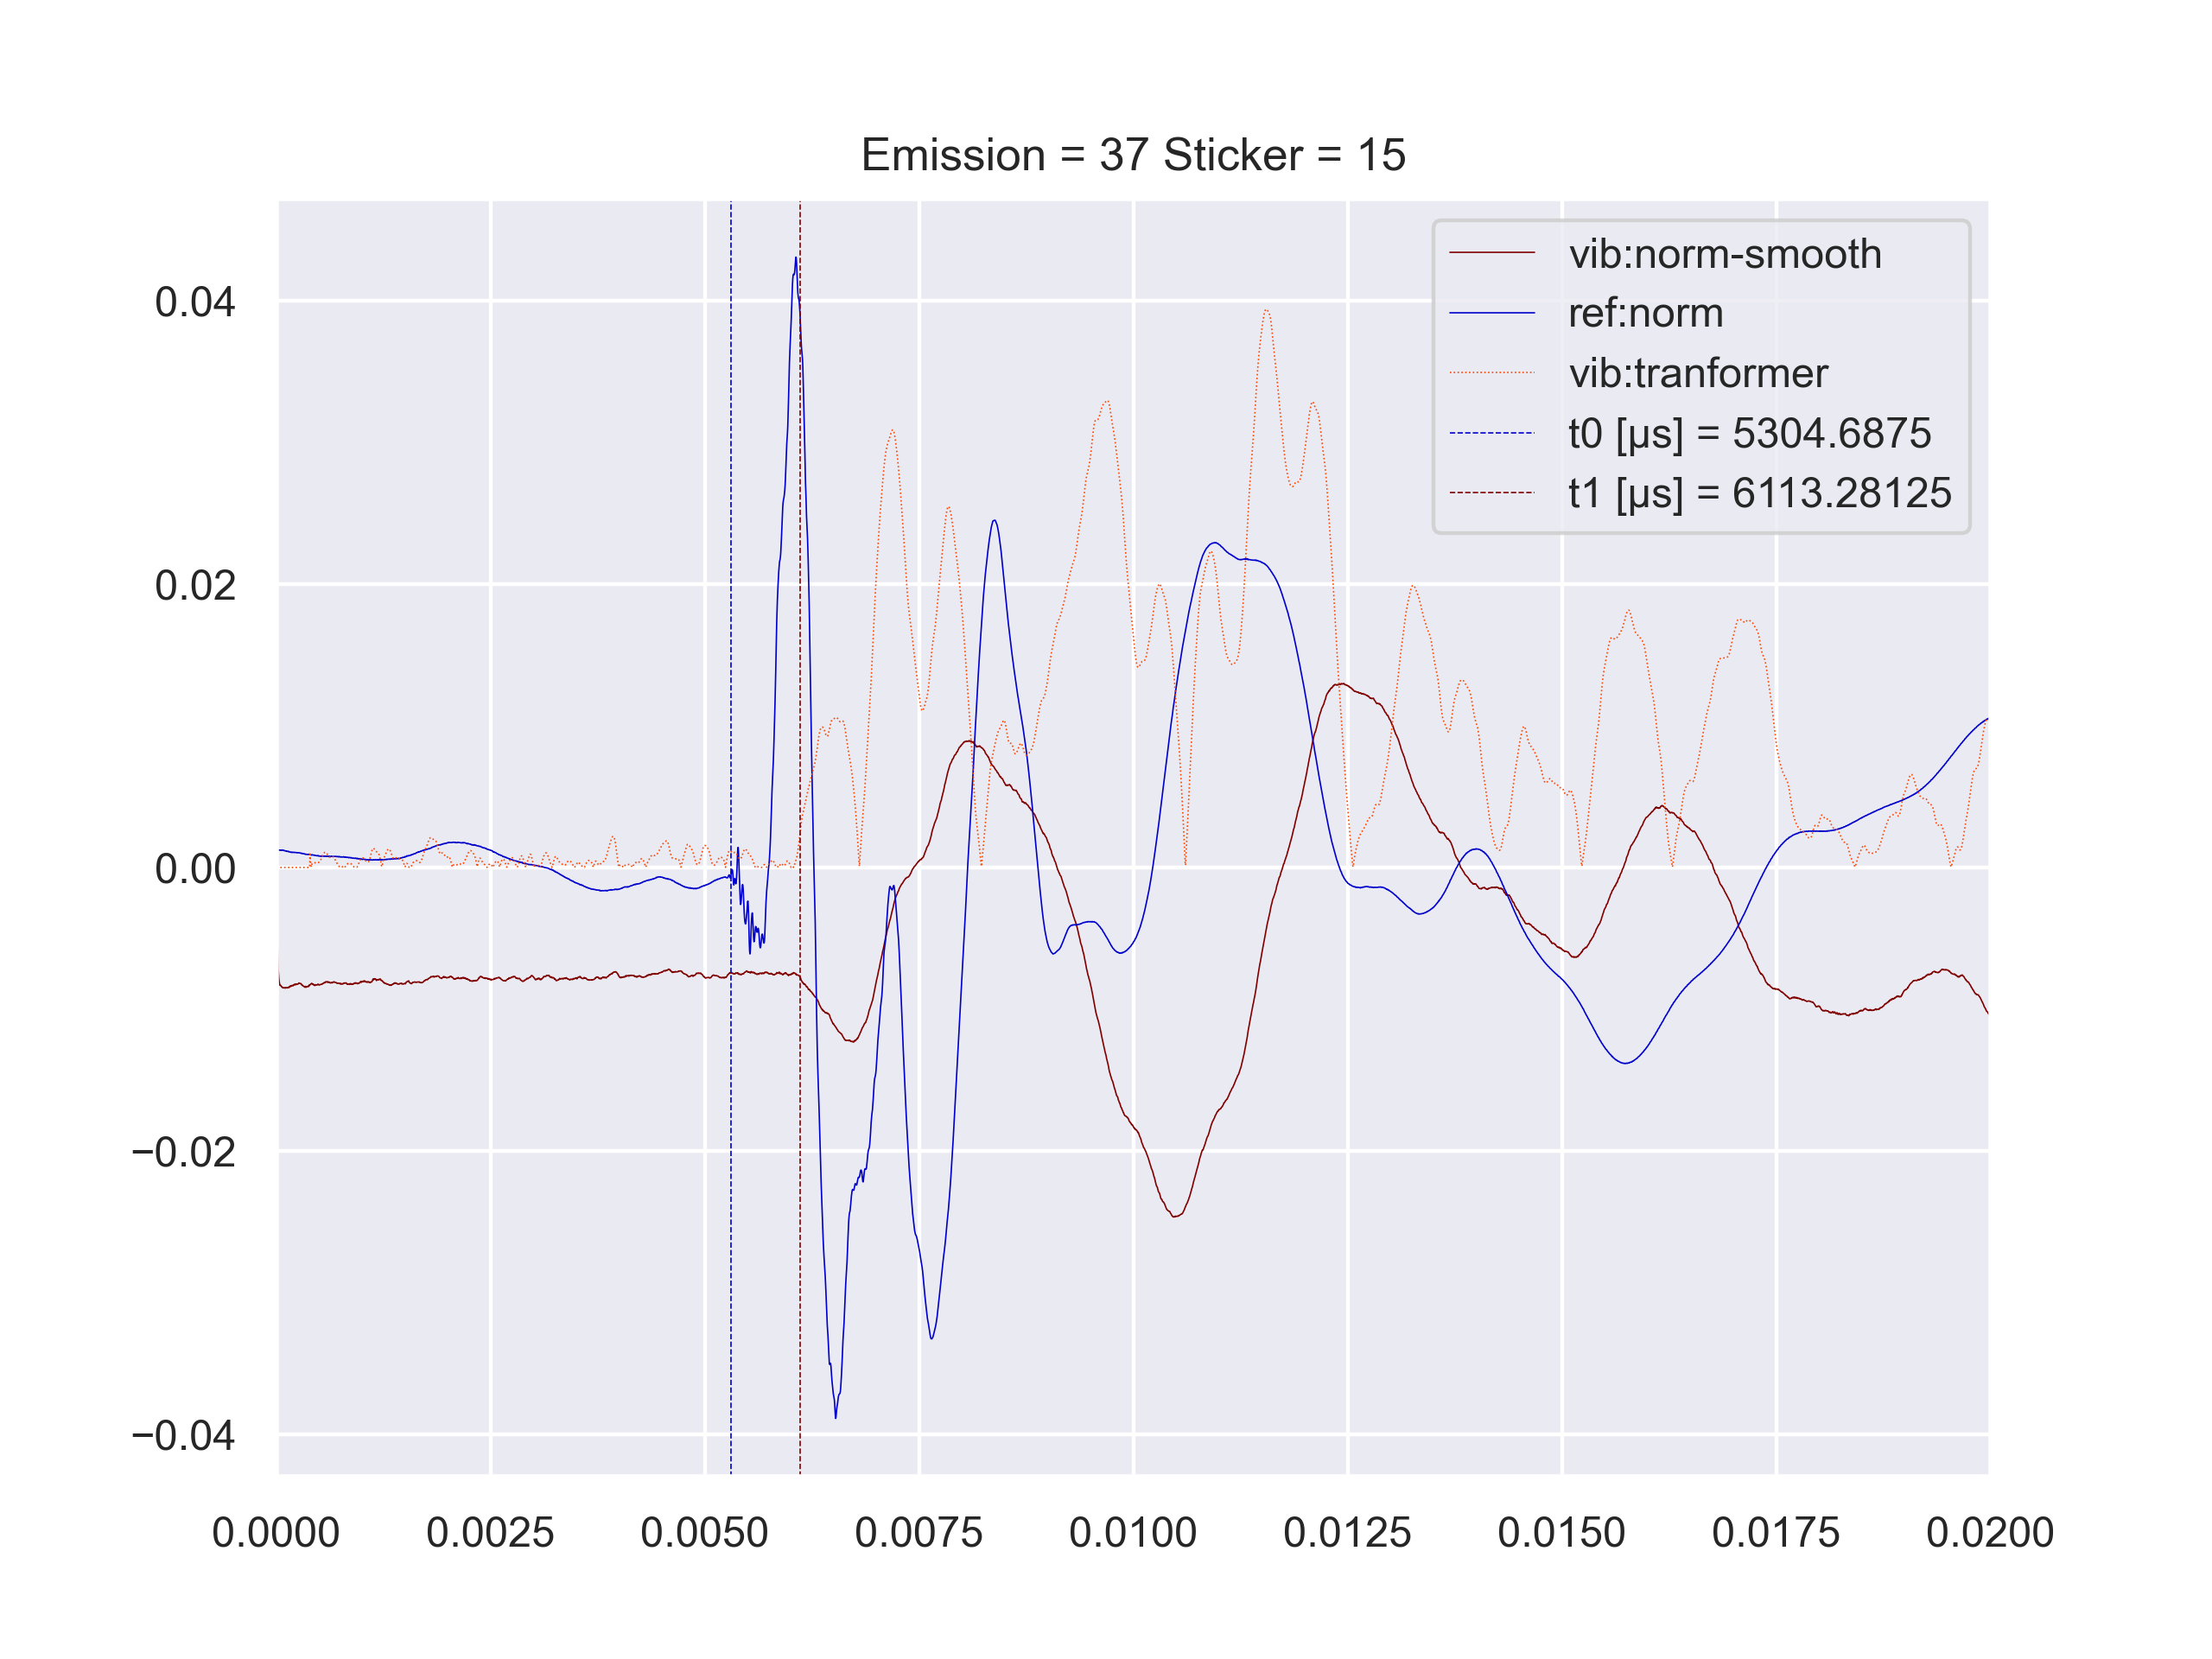 Emission = 37 Sticker = 15
vib:norm-smooth
ref:norm
vib:tranformer
t0 [µs] = 5304.6875
t1 [µs] = 6113.28125
0.04
0.02
0.00
−0.02
−0.04
0.0000 0.0025 0.0050 0.0075 0.0100 0.0125 0.0150 0.0175 0.0200